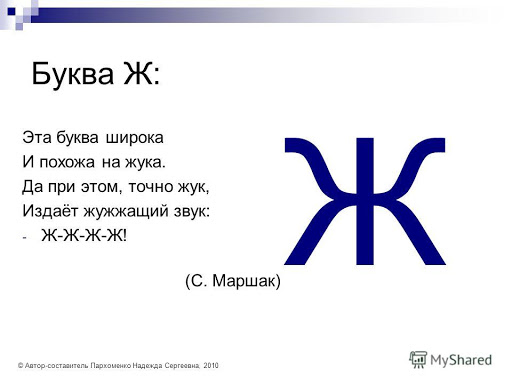 Буква Ж:
Эта буква широка
И похожа на жука.
Да при этом, точно жук,
Издаёт жужжащий звук:
- Ж-Ж-Ж-Ж!
(С. Маршак)
Ж
© Автор-составитель Пархоменко Надежда Сергеевна, 2010
MyShared